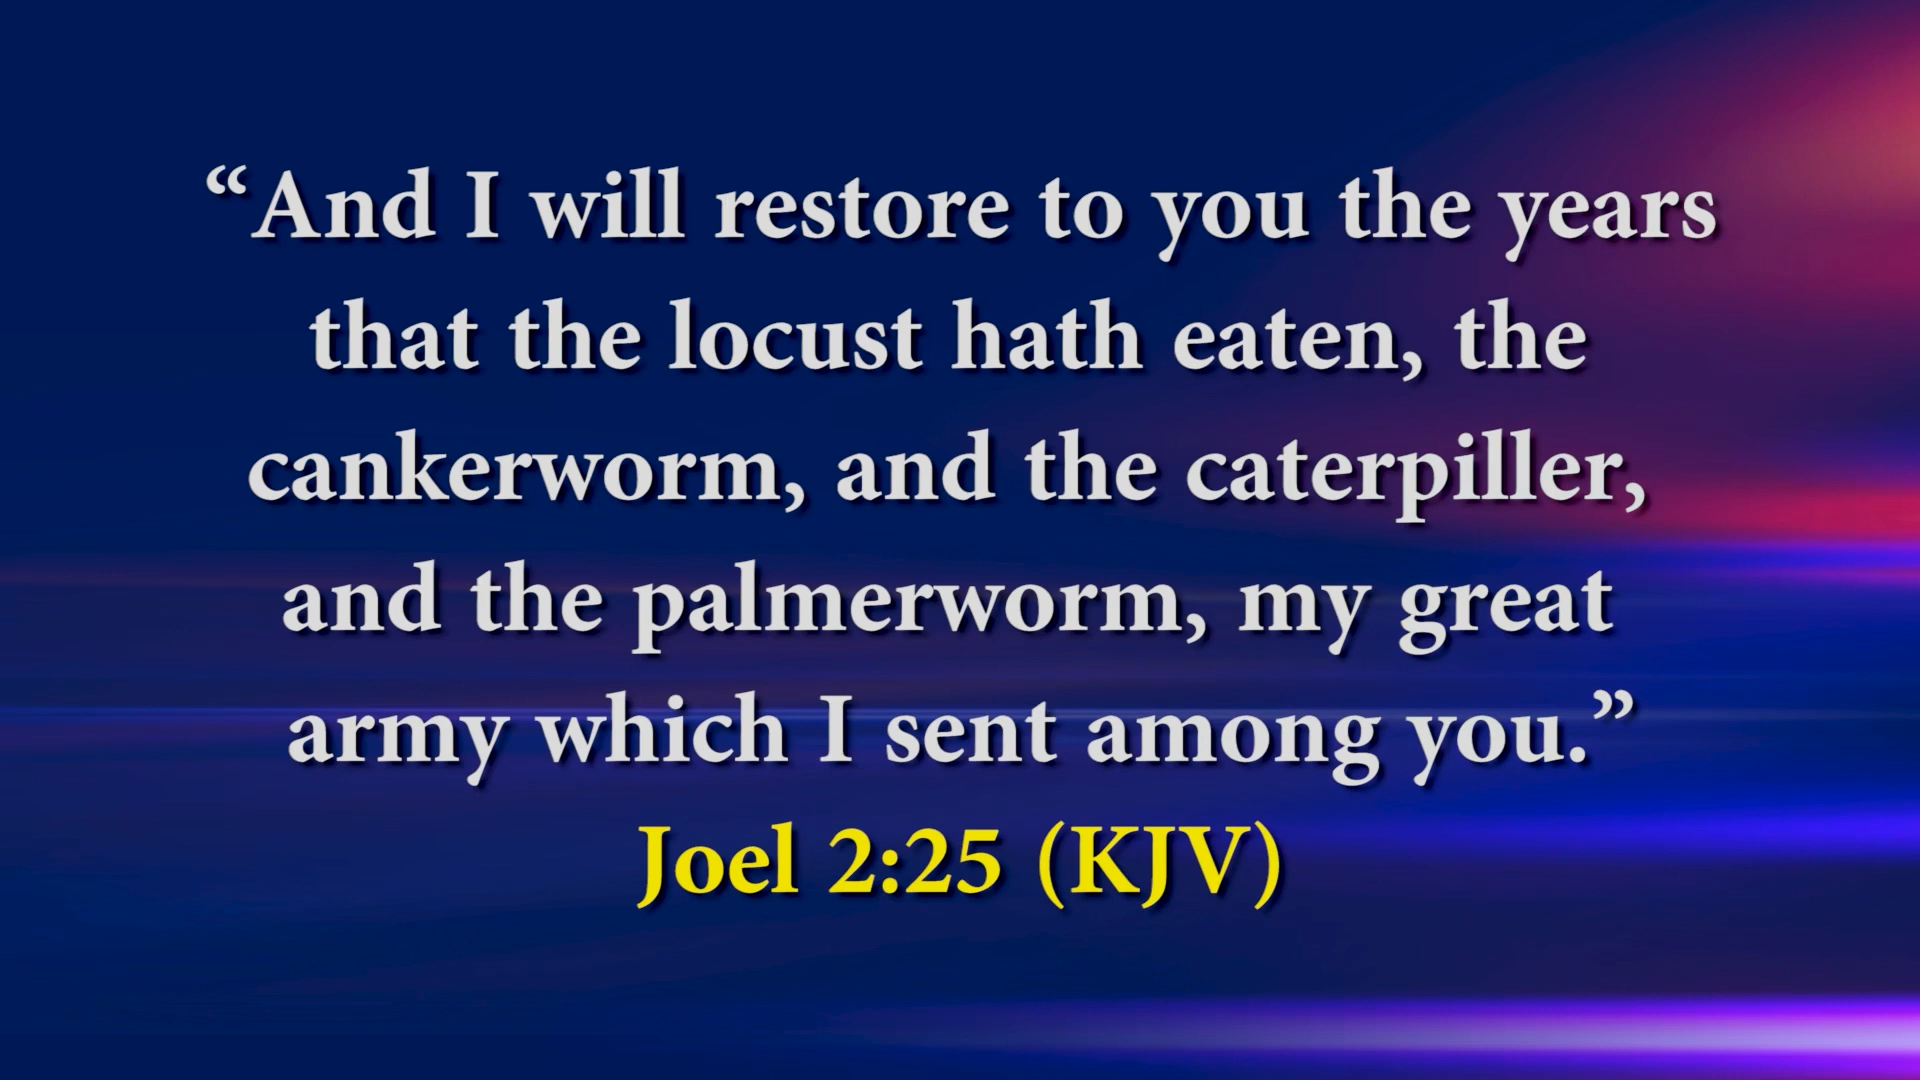 “And I will restore to you the years
that the locust hath eaten, the
cankerworm, and the caterpiller,
and the palmerworm, my great
army which I sent among you.”
Joel 2:25 (KJV)